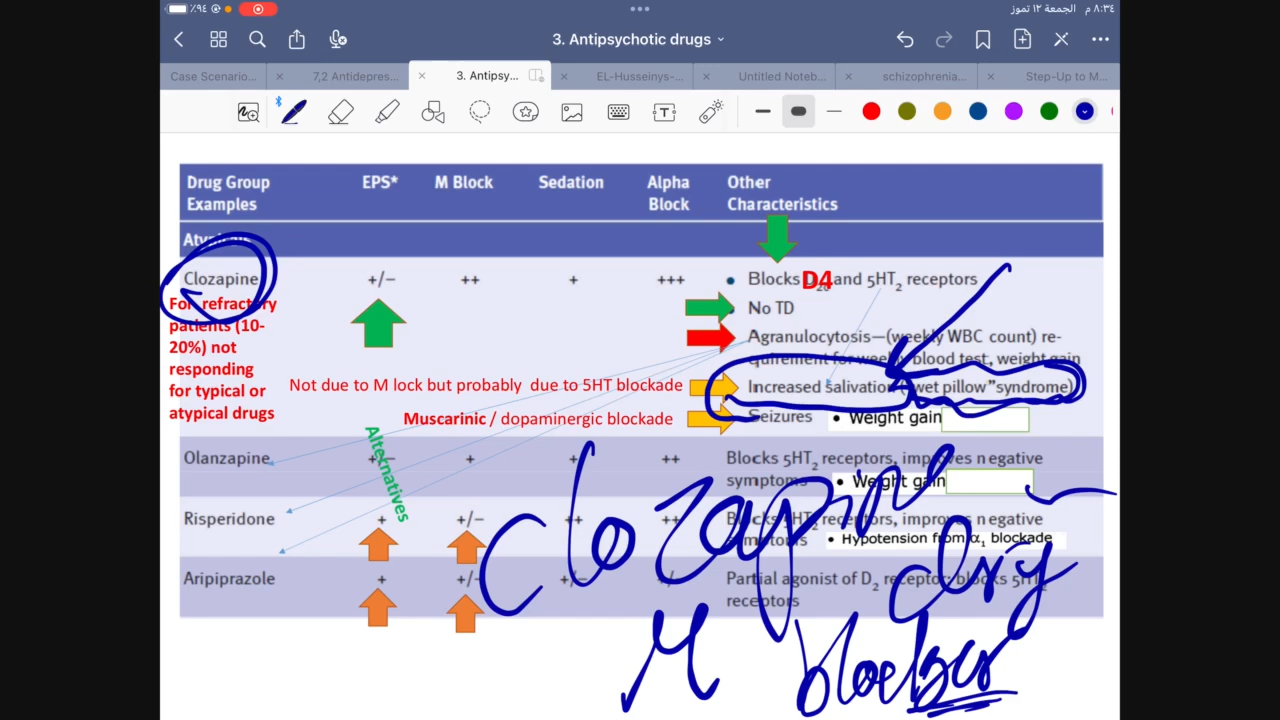 ٪٩٤
٨:٣٤ م الجمعة ١٢ تموز
3. Antipsychotic drugs
Case Scenario...
7,2 Antidepres...
3. Antipsy...
EL-Husseinys-...
Untitled Noteb...
schizophrenia...
Step-Up to M...
Drug Group Examples
EPS*
M Block
Sedation
Alpha Block
Other Characteristics
Clozapine
+/−
++
+
+++
• Blocks D4 and 5HT2 receptors
No TD
Agranulocytosis—(weekly WBC count) re-
quirement for weekly blood test, weight gain
Increased salivation ("wet pillow" syndrome)
Seizures
• Weight gain
For refractory
patients (10-
20%) not
responding
for typical or
atypical drugs
Not due to M lock but probably due to 5HT blockade
Muscarinic / dopaminergic blockade
Alternatives
Olanzapine
+
+
++
Blocks 5HT2 receptors, improves negative
symptoms
• Weight gain
Risperidone
+
+/−
++
++
Blocks 5HT2 receptors, improves negative
symptoms
• Hypotension from α1 blockade
Aripiprazole
+
+/−
+/−
Partial agonist of D2 receptor; blocks 5HT2
receptors
Clozapine
dry
M blocker